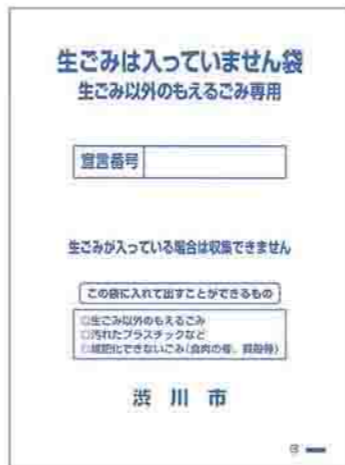 生ごみは入っていません袋
生ごみ以外のもえるごみ専用
宣言番号
生ごみが入っている場合は収集できません
この袋に入れて出すことができるもの
□生ごみ以外のもえるごみ
□汚れたプラスチックなど
□堆肥化できないごみ(魚肉の骨、貝殻等)
渋川市